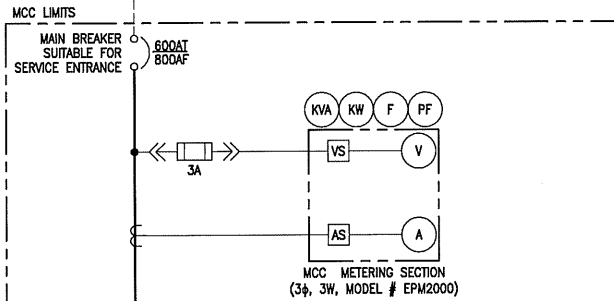 MCC LIMITS
MAIN BREAKER
SUITABLE FOR
SERVICE ENTRANCE
600AT
800AF
KVA KW F PF
3A
VS V
AS A
MCC METERING SECTION
(3ϕ, 3W, MODEL # EPM2000)